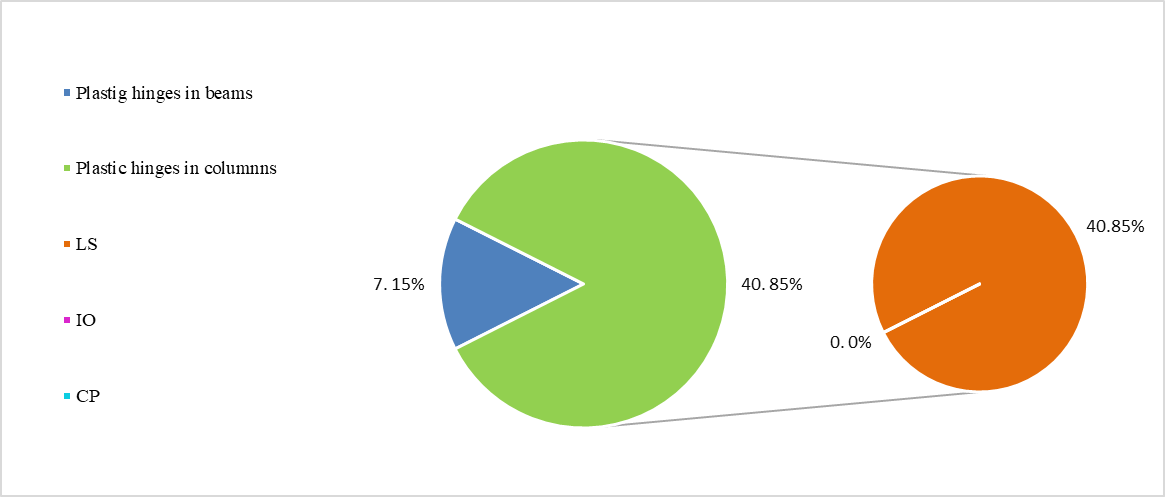 Plastig hinges in beams
Plastic hinges in columnns
LS
IO
CP
7. 15%
40. 85%
40.85%
0. 0%